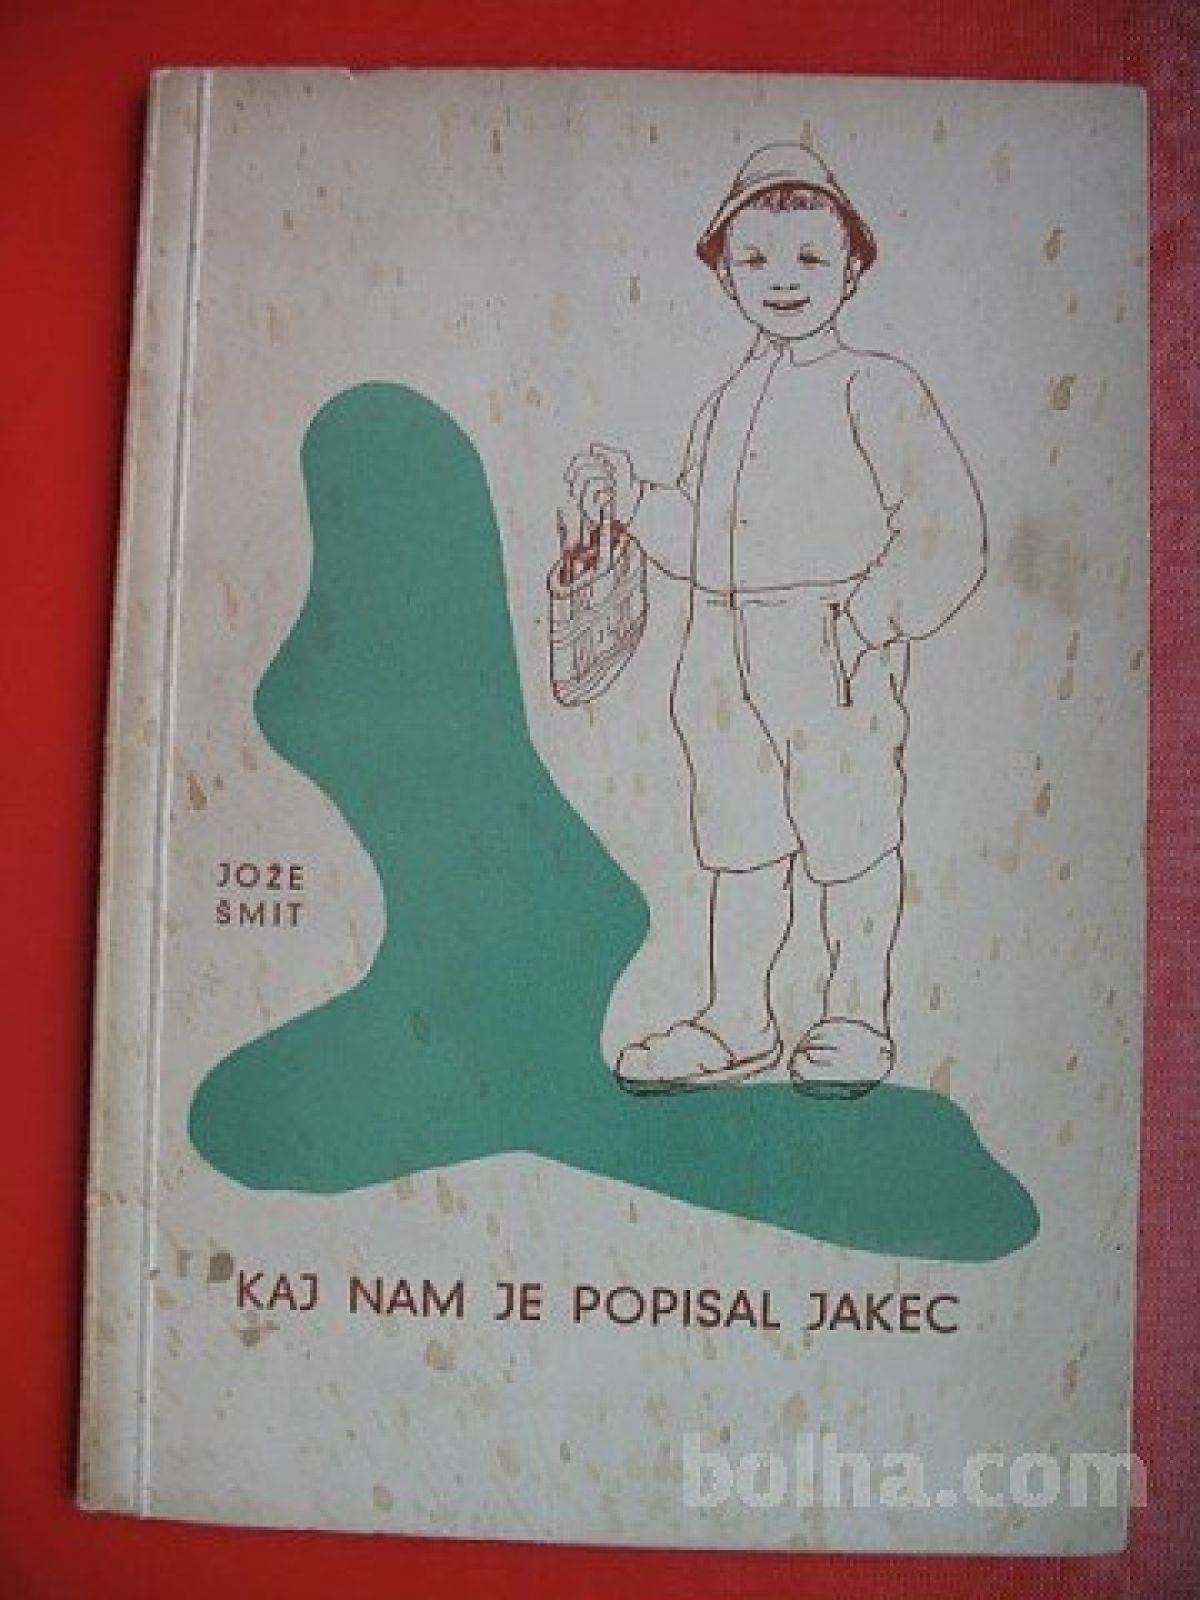 JOŽE
ŠMIT
KAJ NAM JE POPISAL JAKEC
bolha.com